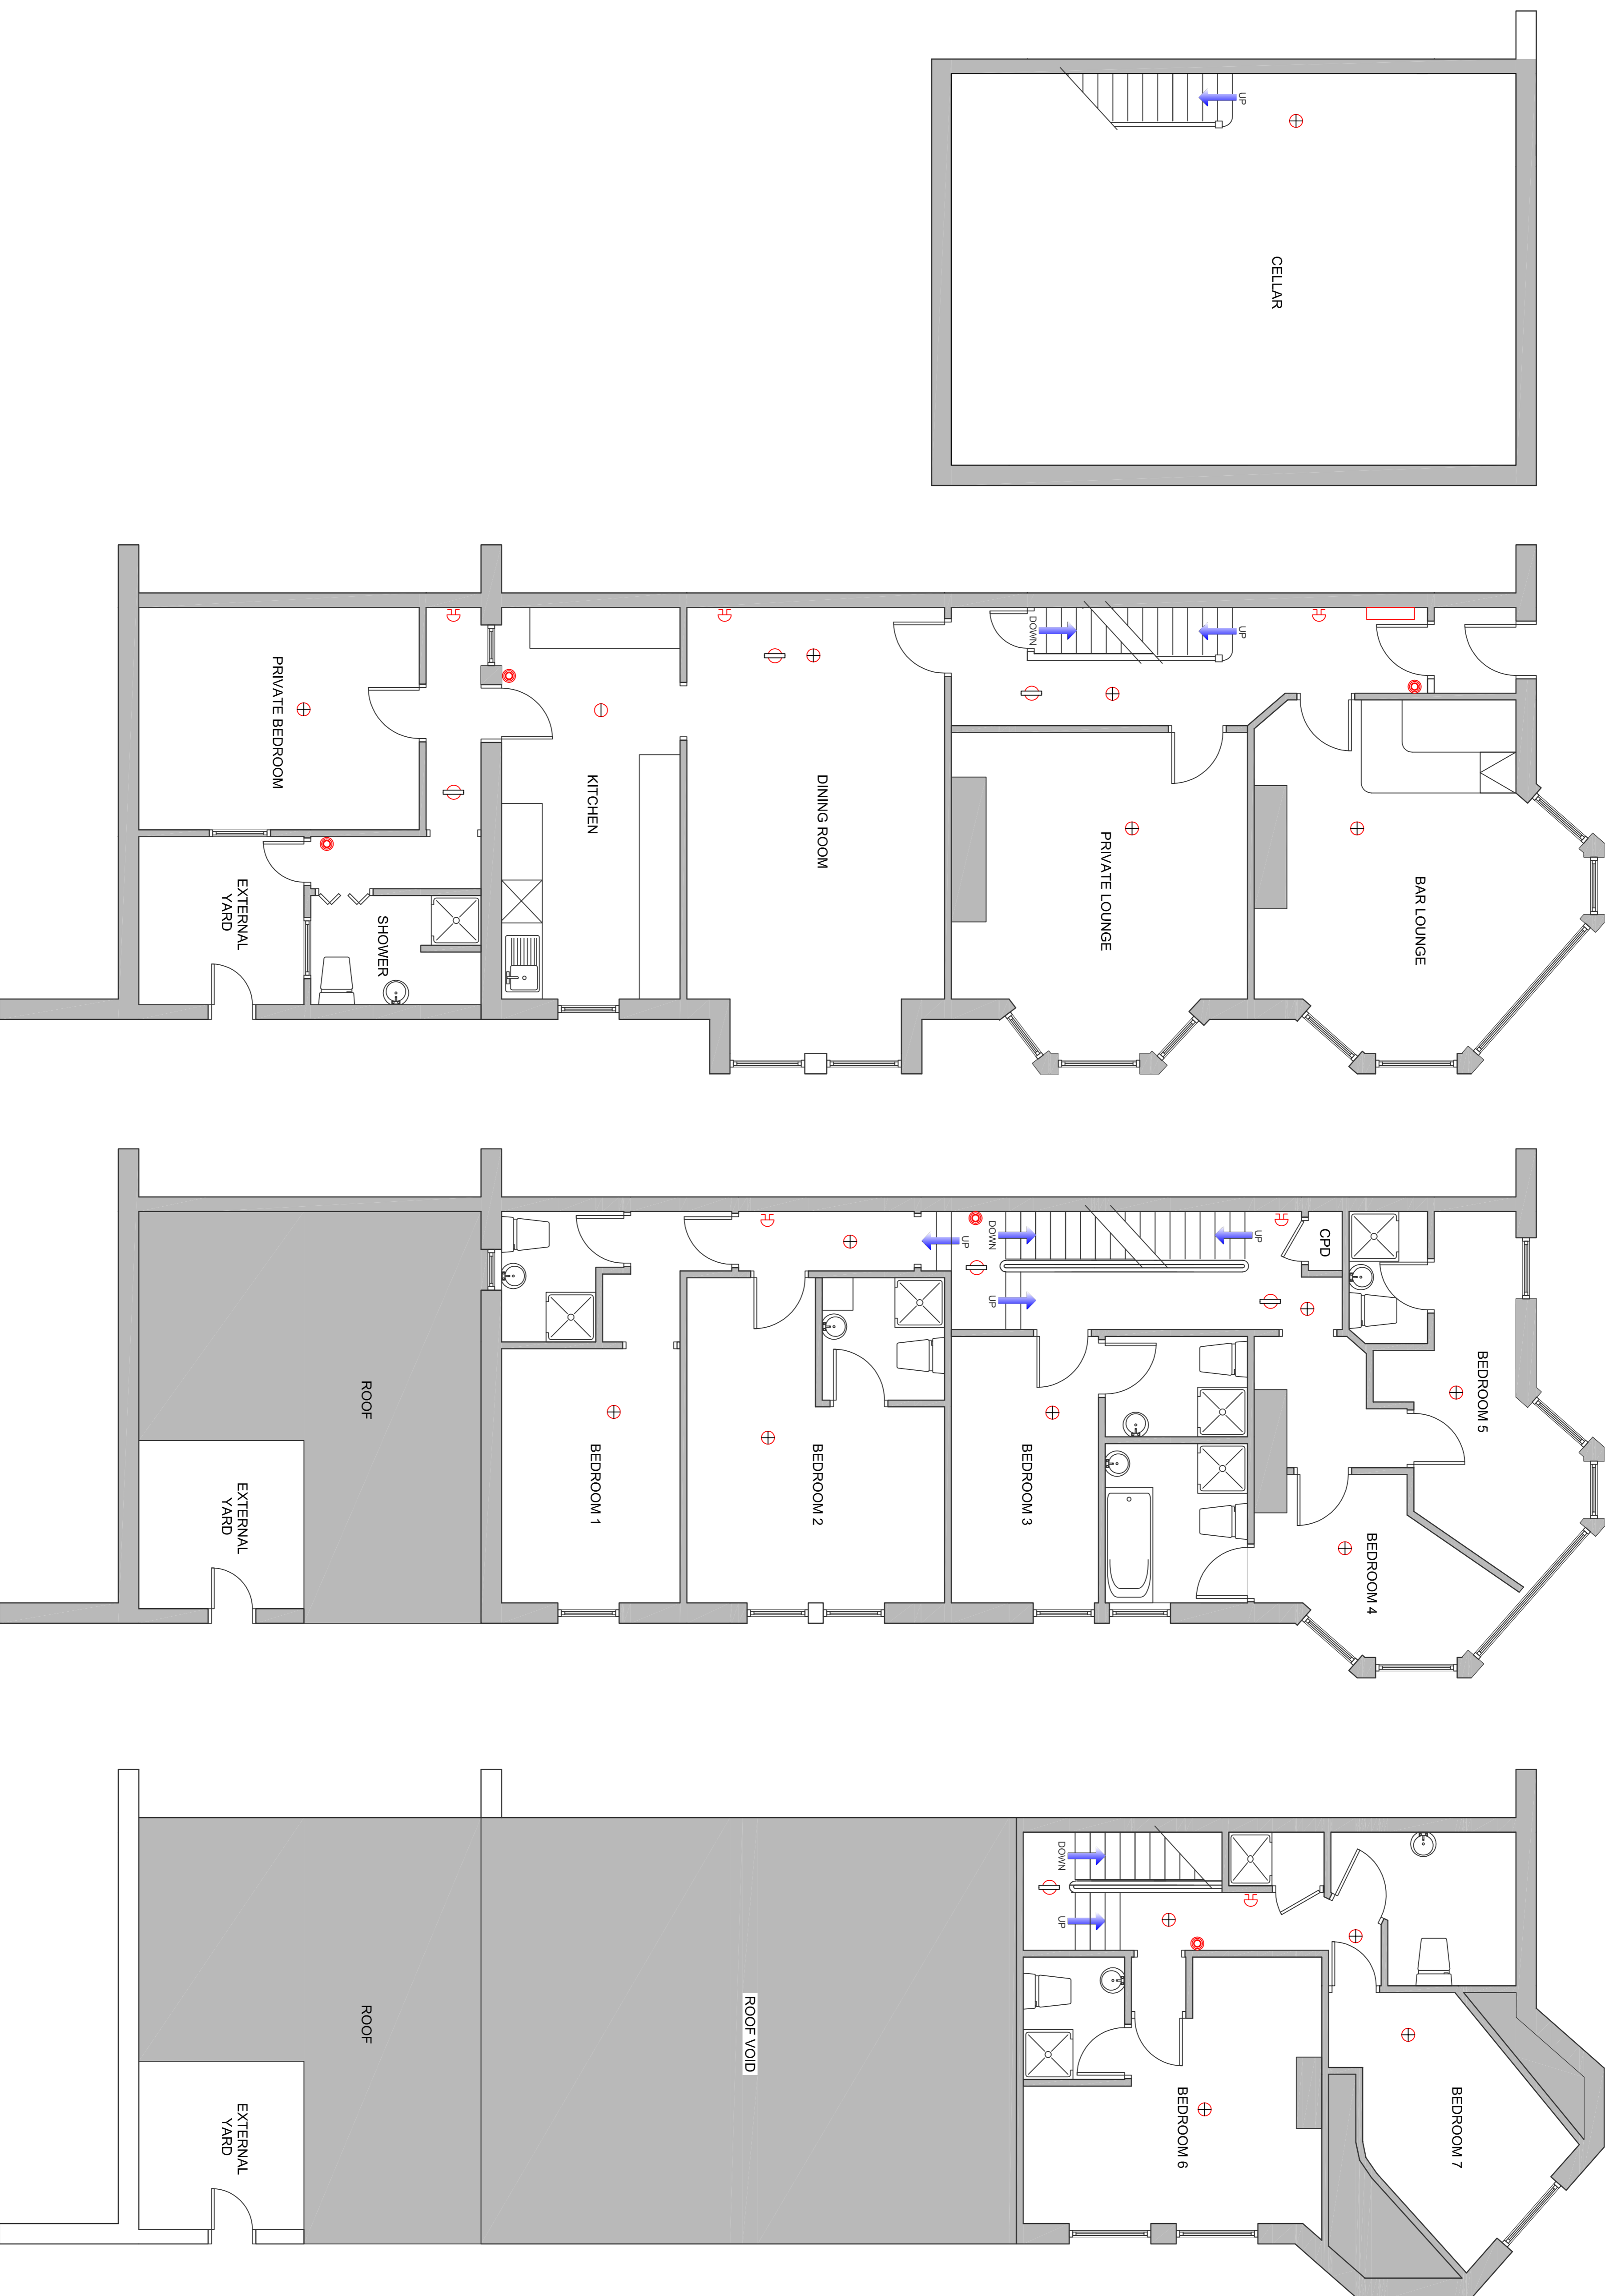 CELLAR
UP
PRIVATE BEDROOM
EXTERNAL
YARD
SHOWER
KITCHEN
DINING ROOM
DOWN
UP
PRIVATE LOUNGE
BAR LOUNGE
ROOF
EXTERNAL
YARD
BEDROOM 1
BEDROOM 2
UP
DOWN
UP
BEDROOM 3
UP
CPD
BEDROOM 4
BEDROOM 5
ROOF
EXTERNAL
YARD
ROOF VOID
DOWN
UP
BEDROOM 6
BEDROOM 7